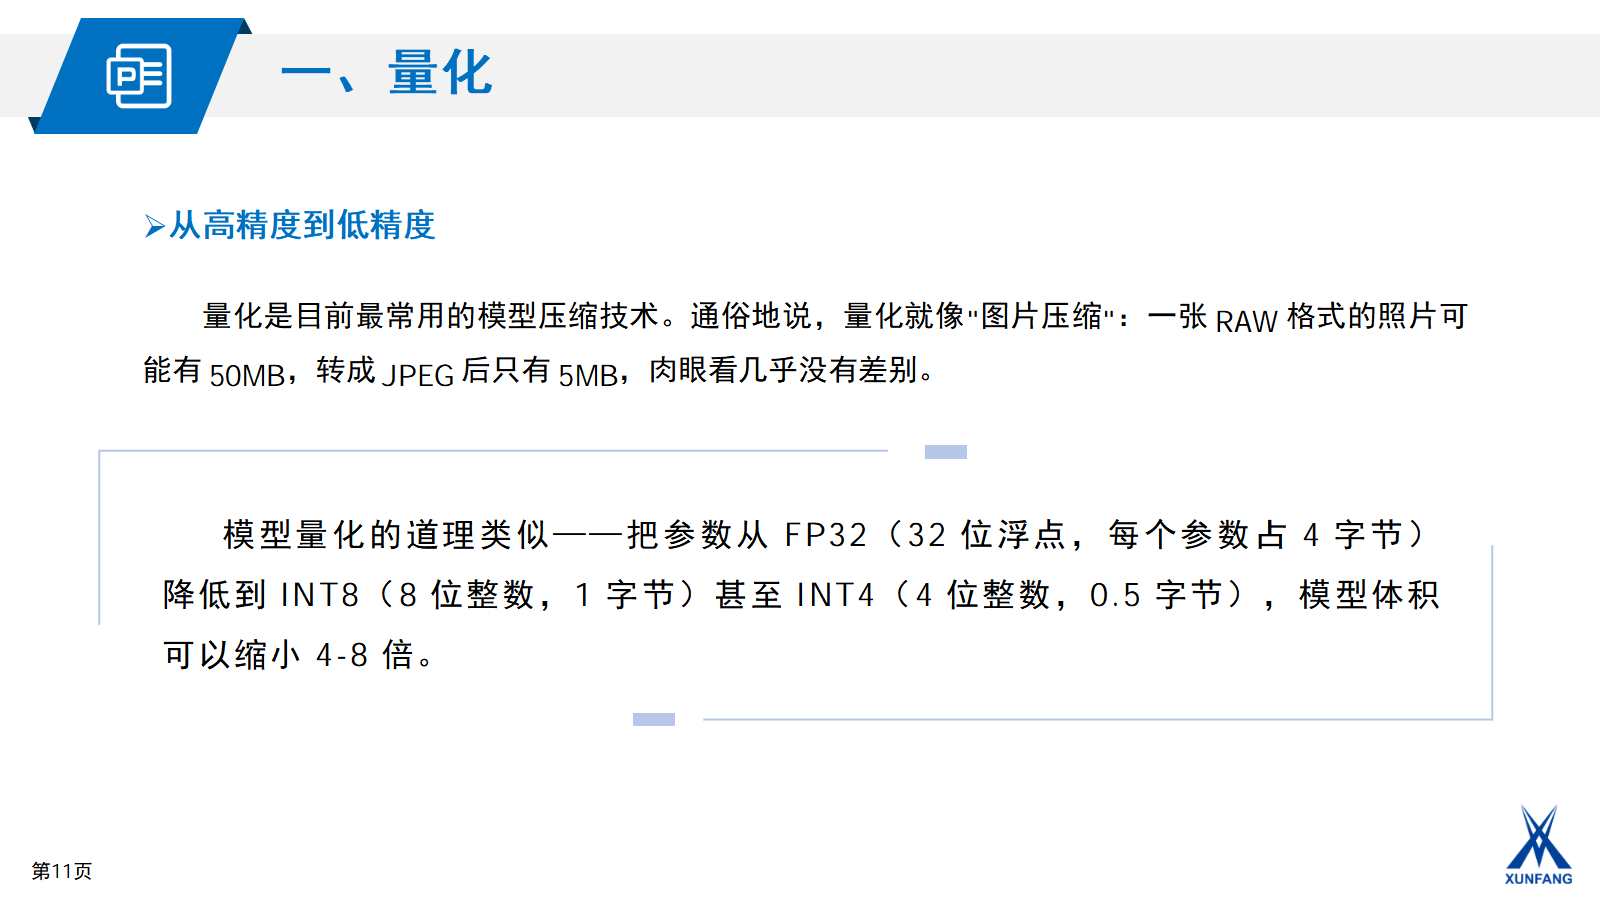 一、量化
➢从高精度到低精度
量化是目前最常用的模型压缩技术。通俗地说，量化就像"图片压缩"：一张 RAW 格式的照片可
能有 50MB，转成 JPEG 后只有 5MB，肉眼看几乎没有差别。
模型量化的道理类似——把参数从 FP32（32 位浮点，每个参数占 4 字节）
降低到 INT8（8 位整数，1 字节）甚至 INT4（4 位整数，0.5 字节），模型体积
可以缩小 4-8 倍。
第11页
XUNFANG